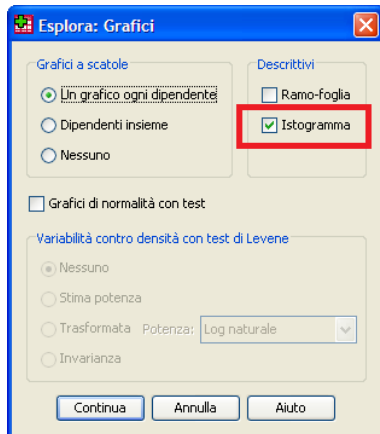 Esplora: Grafici
Grafici a scatole
Un grafico ogni dipendente
Dipendenti insieme
Nessuno
Descrittivi
Ramo-foglia
Istogramma
Grafici di normalità con test
Variabilità contro densità con test di Levene
Nessuno
Stima potenza
Trasformata Potenza: Log naturale
Invarianza
Continua Annulla Aiuto